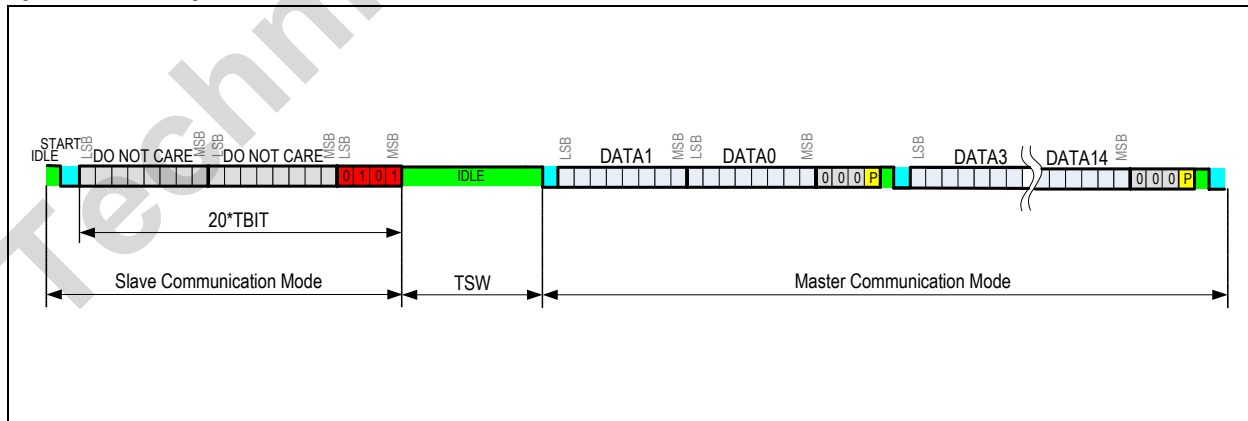 START
IDLE
LSB DO NOT CARE MSB LSB DO NOT CARE MSB LSB MSB
0 1 0 1
IDLE
LSB DATA1 MSB LSB DATA0 MSB
0 0 0 P
LSB DATA3 DATA14 MSB
0 0 0 P
20*TBIT
Slave Communication Mode TSW Master Communication Mode
Techn